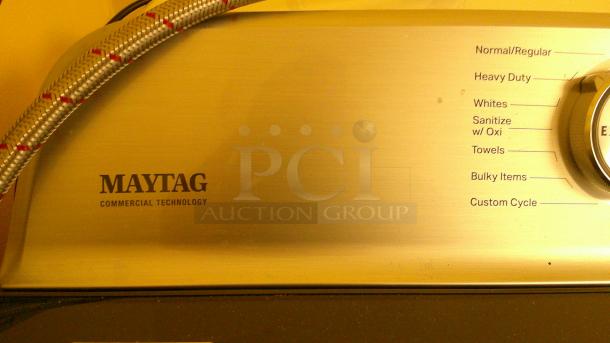 MAYTAG
COMMERCIAL TECHNOLOGY
PCI
AUCTION GROUP
Normal/Regular
Heavy Duty
Whites
Sanitize
w/ Oxi
Towels
Bulky Items
Custom Cycle